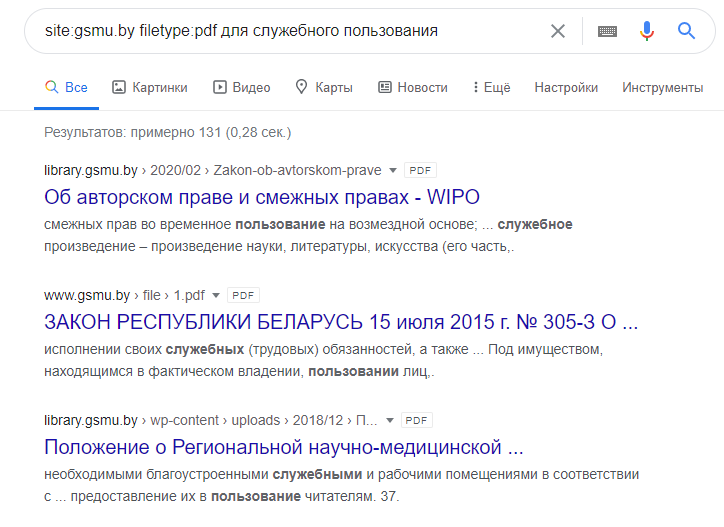 site:gsmu.by filetype:pdf для служебного пользования
Все Картинки Видео Карты Новости Ещё Настройки Инструменты
Результатов: примерно 131 (0,28 сек.)
library.gsmu.by › 2020/02 › Zakon-ob-avtorskom-prave PDF
Об авторском праве и смежных правах - WIPO
смежных прав во временное пользование на возмездной основе; ... служебное
произведение – произведение науки, литературы, искусства (его часть,.
www.gsmu.by › file › 1.pdf PDF
ЗАКОН РЕСПУБЛИКИ БЕЛАРУСЬ 15 июля 2015 г. № 305-З О ...
исполнении своих служебных (трудовых) обязанностей, а также ... Под имуществом,
находящимся в фактическом владении, пользовании лиц,.
library.gsmu.by › wp-content › uploads › 2018/12 › П... PDF
Положение о Региональной научно-медицинской ...
необходимыми благоустроенными служебными и рабочими помещениями в соответствии
с ... предоставление их в пользование читателям. 37.